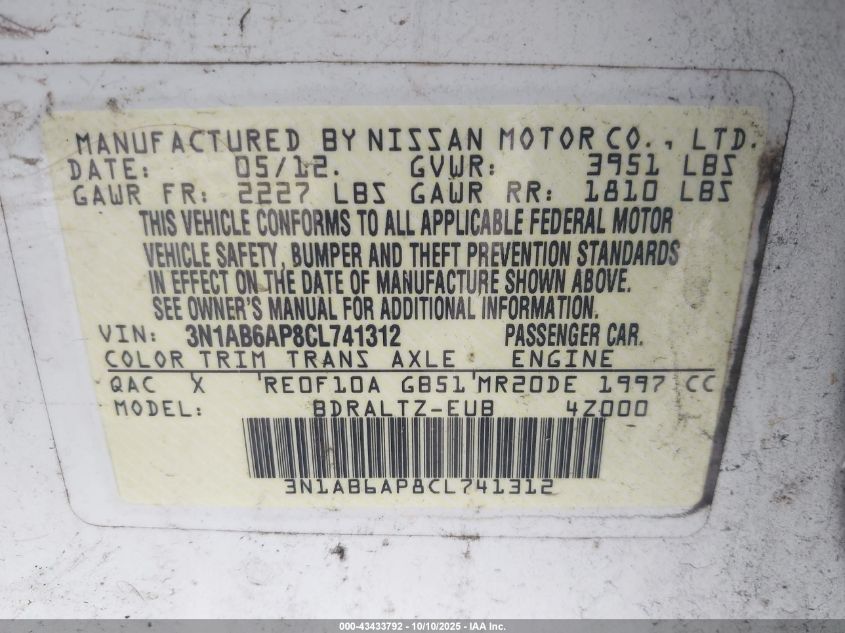 MANUFACTURED BY NISSAN MOTOR CO., LTD.
DATE: 05/12. GVWR: 3951 LBS
GAWR FR: 2227 LBS GAWR RR: 1810 LBS
THIS VEHICLE CONFORMS TO ALL APPLICABLE FEDERAL MOTOR
VEHICLE SAFETY, BUMPER AND THEFT PREVENTION STANDARDS
IN EFFECT ON THE DATE OF MANUFACTURE SHOWN ABOVE.
SEE OWNER'S MANUAL FOR ADDITIONAL INFORMATION.
VIN: 3N1AB6AP8CL741312 PASSENGER CAR.
COLOR TRIM TRANS AXLE ENGINE
QAC X RE0F10A GB51 MR20DE 1997 CC
MODEL: BDRALTZ-EUB 4Z000
3N1AB6AP8CL741312
000-43433792 - 10/10/2025 - IAA Inc.